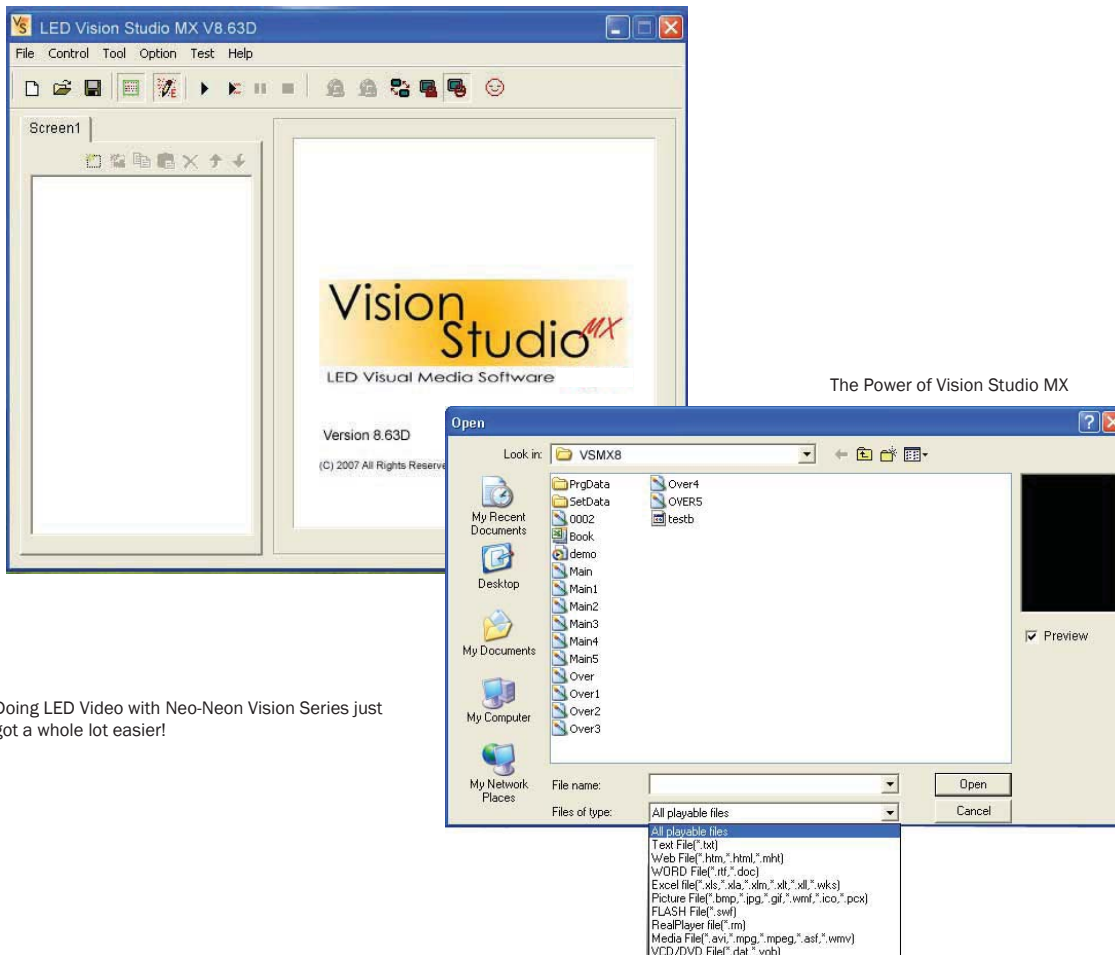 LED Vision Studio MX V8.63D
File Control Tool Option Test Help
Screen1
Vision
Studio MX
LED Visual Media Software
Version 8.63D
(C) 2007 All Rights Reserve
The Power of Vision Studio MX
Open
Look in: VSMX8
My Recent
Documents
Desktop
My Documents
My Computer
My Network
Places
PrgData
SetData
0002
Book
demo
Main
Main1
Main2
Main3
Main4
Main5
Over
Over1
Over2
Over3
Over4
OVER5
testb
Preview
File name:
Open
Files of type: All playable files
Cancel
All playable files
Text File(*.txt)
Web File(*.htm,*.html,*.mht)
WORD File(*.rtf,*.doc)
Excel file(*.xls,*.xla,*.xlm,*.xlt,*.xll,*.wks)
Picture File(*.bmp,*.jpg,*.gif,*.wmf,*.ico,*.pcx)
FLASH File(*.swf)
RealPlayer file(*.rm)
Media File(*.avi,*.mpg,*.mpeg,*.asf,*.wmv)
VCD/DVD File(*.dat,*.vob)
Doing LED Video with Neo-Neon Vision Series just
got a whole lot easier!